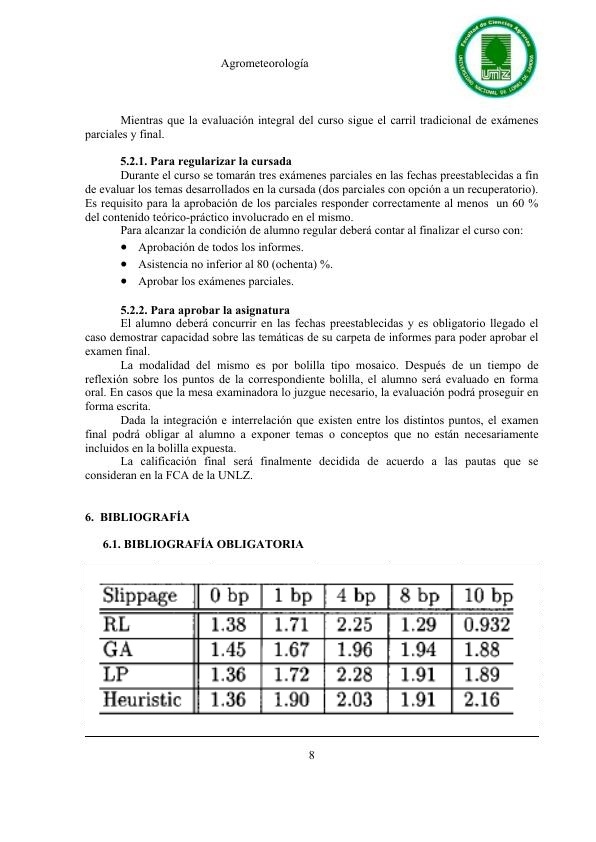 Agrometeorología
Facultad de Ciencias Agrarias
UNIVERSIDAD NACIONAL DE LOMAS DE ZAMORA
unlz
Mientras que la evaluación integral del curso sigue el carril tradicional de exámenes
parciales y final.
5.2.1. Para regularizar la cursada
Durante el curso se tomarán tres exámenes parciales en las fechas preestablecidas a fin
de evaluar los temas desarrollados en la cursada (dos parciales con opción a un recuperatorio).
Es requisito para la aprobación de los parciales responder correctamente al menos un 60 %
del contenido teórico-práctico involucrado en el mismo.
Para alcanzar la condición de alumno regular deberá contar al finalizar el curso con:
• Aprobación de todos los informes.
• Asistencia no inferior al 80 (ochenta) %.
• Aprobar los exámenes parciales.
5.2.2. Para aprobar la asignatura
El alumno deberá concurrir en las fechas preestablecidas y es obligatorio llegado el
caso demostrar capacidad sobre las temáticas de su carpeta de informes para poder aprobar el
examen final.
La modalidad del mismo es por bolilla tipo mosaico. Después de un tiempo de
reflexión sobre los puntos de la correspondiente bolilla, el alumno será evaluado en forma
oral. En casos que la mesa examinadora lo juzgue necesario, la evaluación podrá proseguir en
forma escrita.
Dada la integración e interrelación que existen entre los distintos puntos, el examen
final podrá obligar al alumno a exponer temas o conceptos que no están necesariamente
incluidos en la bolilla expuesta.
La calificación final será finalmente decidida de acuerdo a las pautas que se
consideran en la FCA de la UNLZ.
6. BIBLIOGRAFÍA
6.1. BIBLIOGRAFÍA OBLIGATORIA
Slippage 0 bp 1 bp 4 bp 8 bp 10 bp
RL 1.38 1.71 2.25 1.29 0.932
GA 1.45 1.67 1.96 1.94 1.88
LP 1.36 1.72 2.28 1.91 1.89
Heuristic 1.36 1.90 2.03 1.91 2.16
8